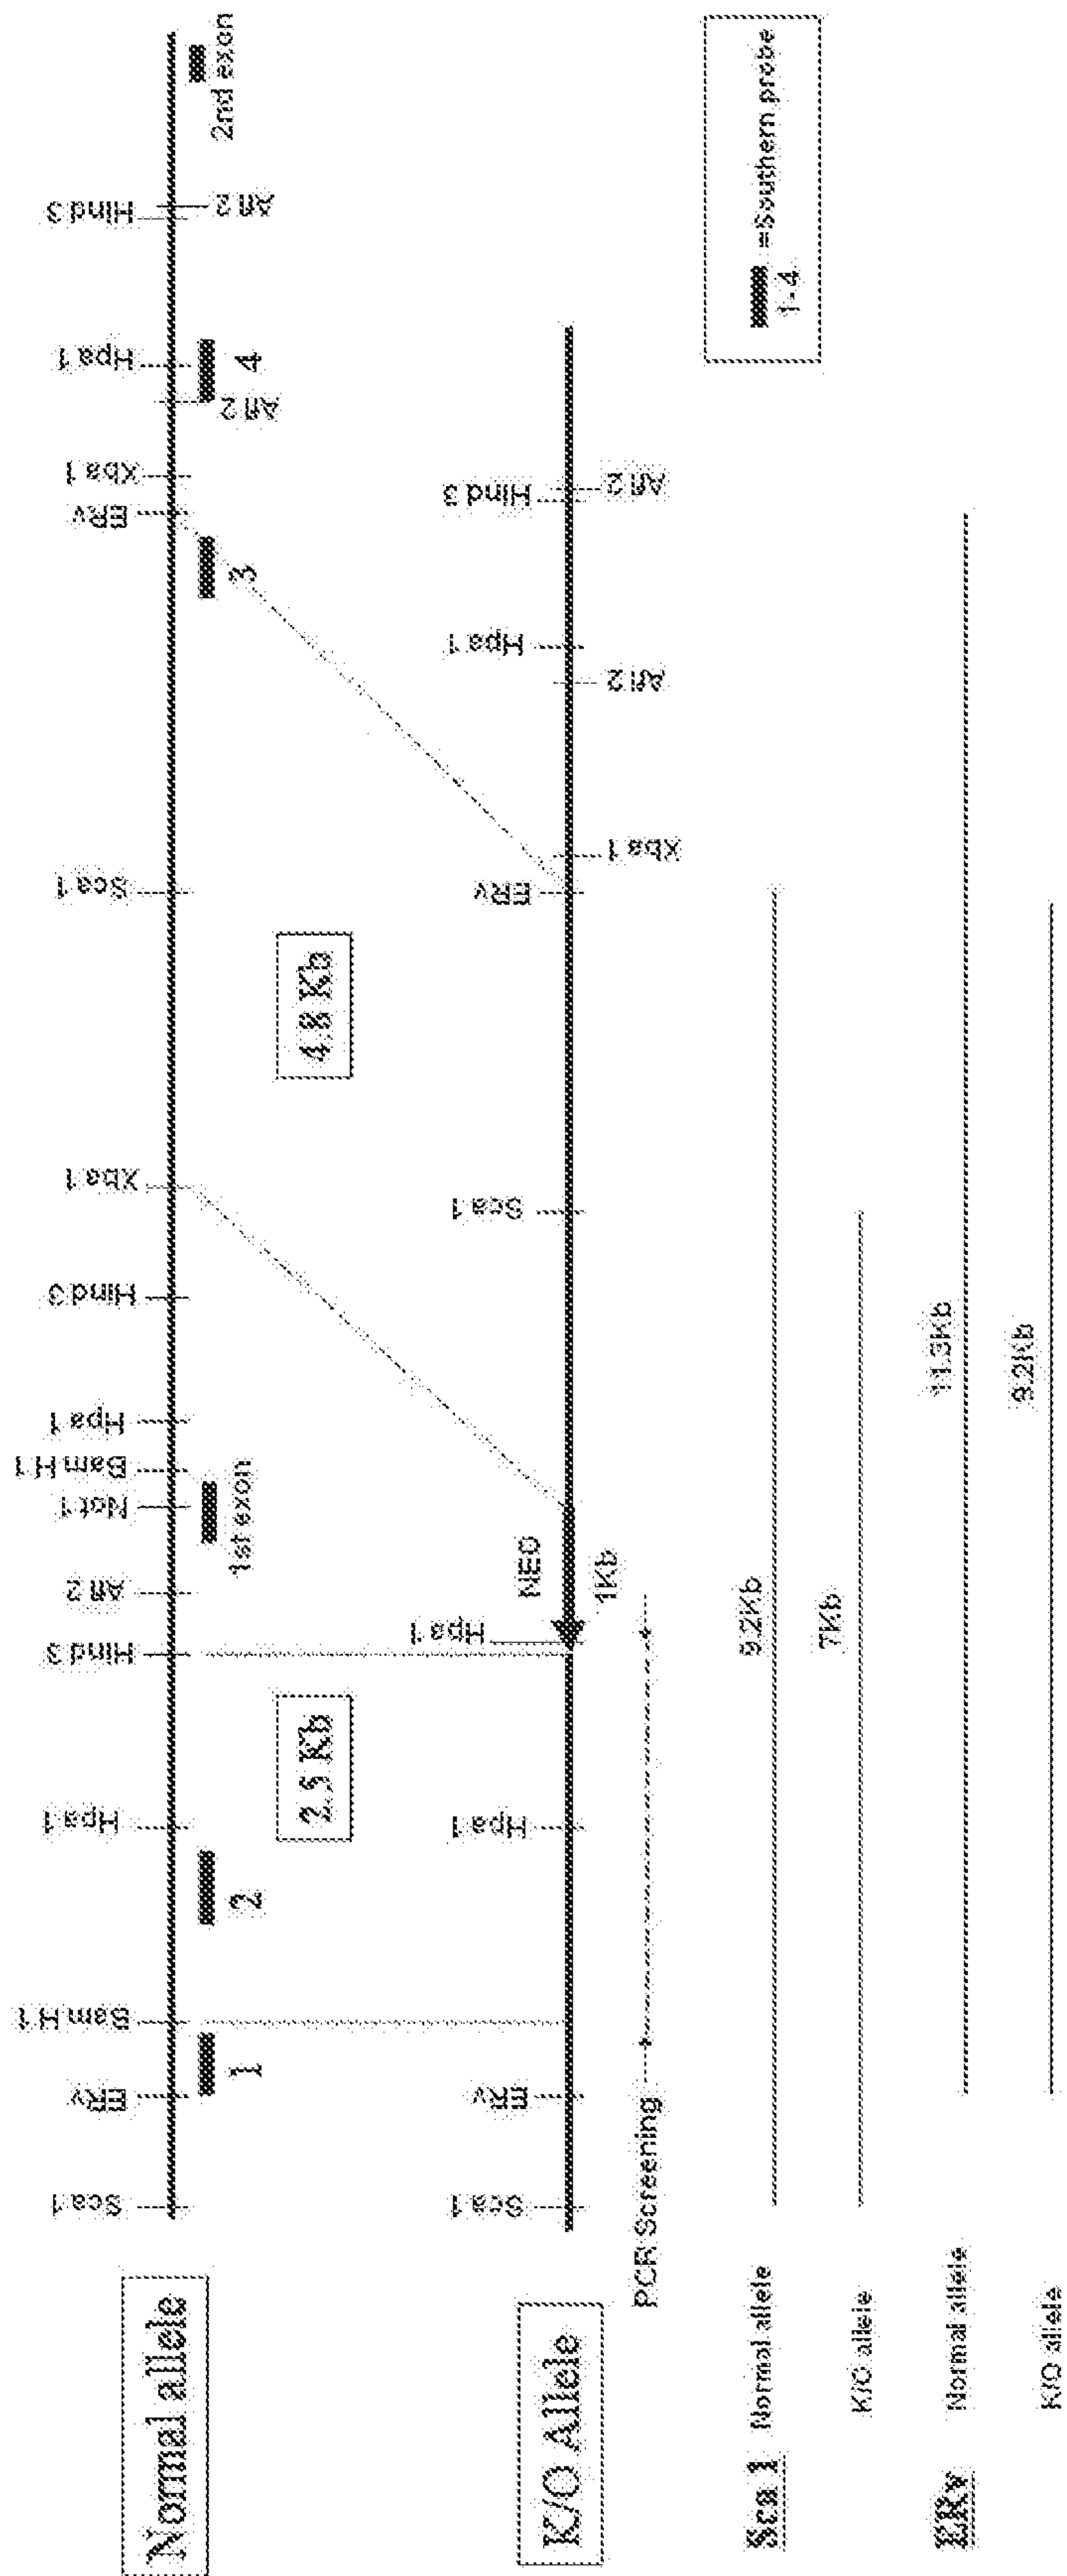 Normal allele
Sca 1
ERv
Bam H1
Hpa 1
Hind 3
Afl 2
Not 1
Bam H1
Hpa 1
Hind 3
Xba 1
Sca 1
ERv
Xba 1
Afl 2
Hpa 1
Hind 3
Afl 2
1
2
1st exon
3
4
2nd exon
2.5 Kb
4.8 Kb
K/O Allele
Sca 1
ERv
Hpa 1
Hpa 1
NEO
1Kb
Sca 1
ERv
Xba 1
Afl 2
Hpa 1
Hind 3
Afl 2
PCR Screening
=Southern probe
1-4
Sca 1
Normal allele
9.2Kb
K/O allele
7Kb
ERv
Normal allele
11.3Kb
K/O allele
9.2Kb